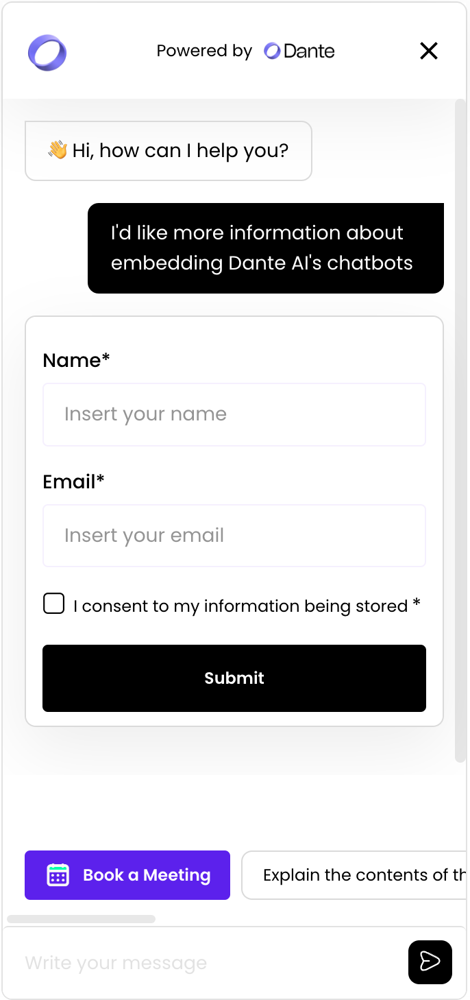 Powered by Dante
👋 Hi, how can I help you?
I'd like more information about
embedding Dante AI's chatbots
Name*
Insert your name
Email*
Insert your email
I consent to my information being stored *
Submit
Book a Meeting
Explain the contents of
Write your message